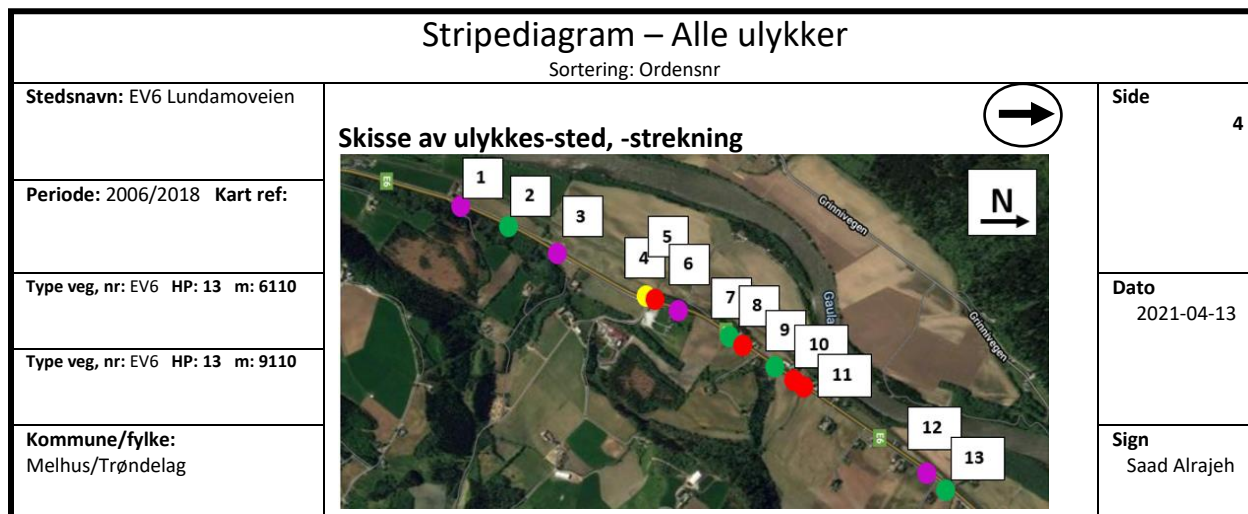 Stripediagram – Alle ulykker
Sortering: Ordensnr
Stedsnavn: EV6 Lundamoveien
Periode: 2006/2018 Kart ref:
Type veg, nr: EV6 HP: 13 m: 6110
Type veg, nr: EV6 HP: 13 m: 9110
Kommune/fylke:
Melhus/Trøndelag
Skisse av ulykkes-sted, -strekning
E6
1
2
3
4
5
6
7
8
9
10
11
12
13
Grinnivegen
Grinnivegen
Gaula
E6
N
Side
4
Dato
2021-04-13
Sign
Saad Alrajeh